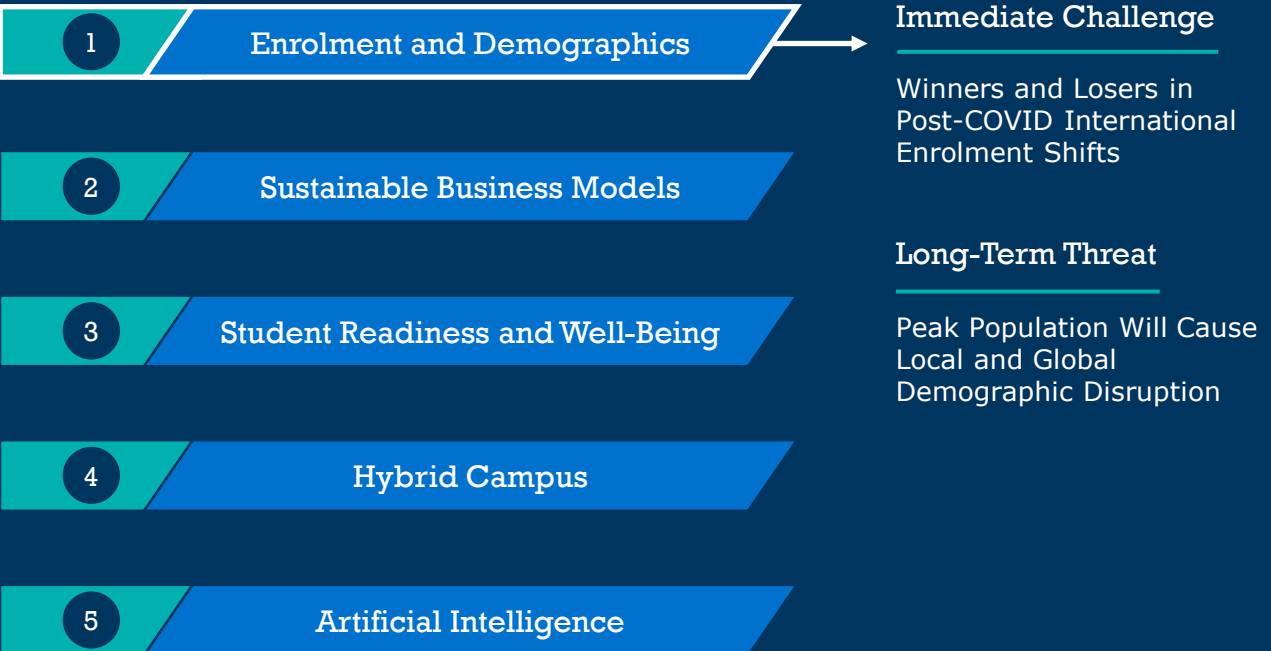 1
Enrolment and Demographics
2
Sustainable Business Models
3
Student Readiness and Well-Being
4
Hybrid Campus
5
Artificial Intelligence
Immediate Challenge
Winners and Losers in
Post-COVID International
Enrolment Shifts
Long-Term Threat
Peak Population Will Cause
Local and Global
Demographic Disruption